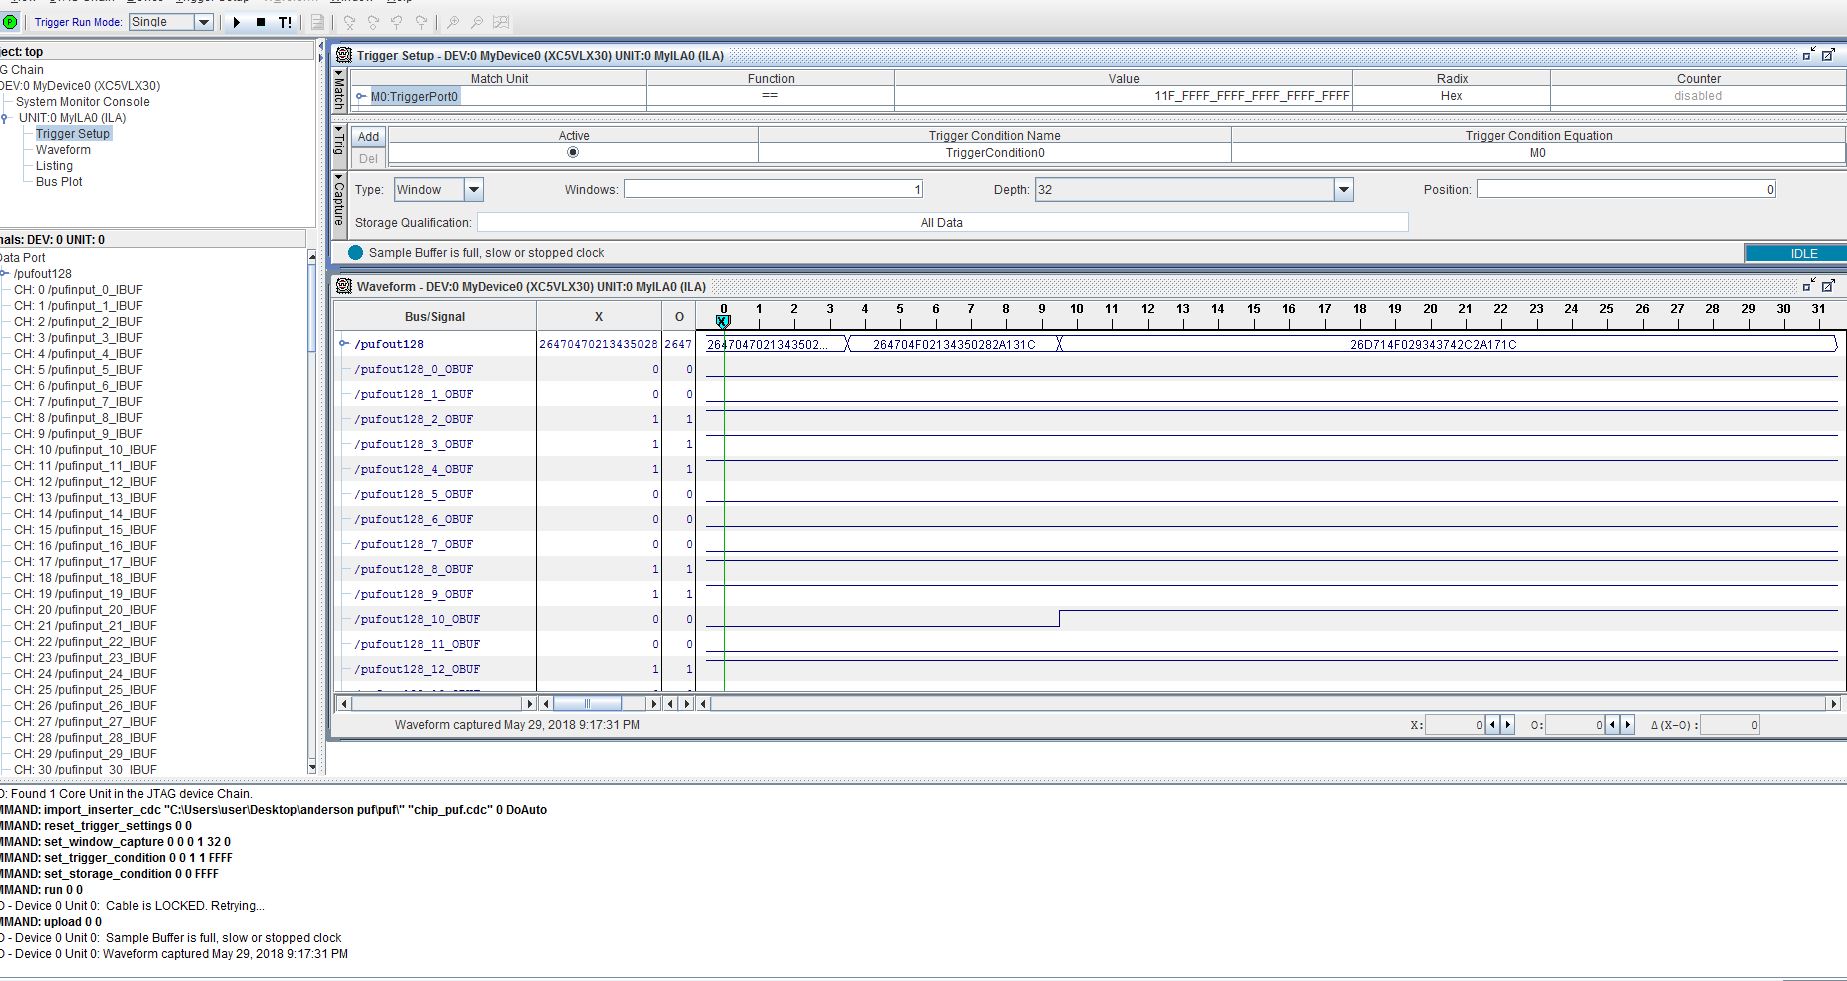 Trigger Run Mode: Single T!
ject: top
G Chain
DEV:0 MyDevice0 (XC5VLX30)
System Monitor Console
UNIT:0 MyILA0 (ILA)
Trigger Setup
Waveform
Listing
Bus Plot
nals: DEV: 0 UNIT: 0
Data Port
/pufout128
CH: 0 /pufinput_0_IBUF
CH: 1 /pufinput_1_IBUF
CH: 2 /pufinput_2_IBUF
CH: 3 /pufinput_3_IBUF
CH: 4 /pufinput_4_IBUF
CH: 5 /pufinput_5_IBUF
CH: 6 /pufinput_6_IBUF
CH: 7 /pufinput_7_IBUF
CH: 8 /pufinput_8_IBUF
CH: 9 /pufinput_9_IBUF
CH: 10 /pufinput_10_IBUF
CH: 11 /pufinput_11_IBUF
CH: 12 /pufinput_12_IBUF
CH: 13 /pufinput_13_IBUF
CH: 14 /pufinput_14_IBUF
CH: 15 /pufinput_15_IBUF
CH: 16 /pufinput_16_IBUF
CH: 17 /pufinput_17_IBUF
CH: 18 /pufinput_18_IBUF
CH: 19 /pufinput_19_IBUF
CH: 20 /pufinput_20_IBUF
CH: 21 /pufinput_21_IBUF
CH: 22 /pufinput_22_IBUF
CH: 23 /pufinput_23_IBUF
CH: 24 /pufinput_24_IBUF
CH: 25 /pufinput_25_IBUF
CH: 26 /pufinput_26_IBUF
CH: 27 /pufinput_27_IBUF
CH: 28 /pufinput_28_IBUF
CH: 29 /pufinput_29_IBUF
CH: 30 /pufinput_30_IBUF
Trigger Setup - DEV:0 MyDevice0 (XC5VLX30) UNIT:0 MyILA0 (ILA)
Match
Match Unit Function Value Radix Counter
M0:TriggerPort0 == 11F_FFFF_FFFF_FFFF_FFFF_FFFF Hex disabled
Trig
Add Active Trigger Condition Name Trigger Condition Equation
Del TriggerCondition0 M0
Capture
Type: Window Windows: 1 Depth: 32 Position: 0
Storage Qualification: All Data
Sample Buffer is full, slow or stopped clock IDLE
Waveform - DEV:0 MyDevice0 (XC5VLX30) UNIT:0 MyILA0 (ILA)
Bus/Signal X O 0 1 2 3 4 5 6 7 8 9 10 11 12 13 14 15 16 17 18 19 20 21 22 23 24 25 26 27 28 29 30 31
X
/pufout128 26470470213435028 2647 2647047021343502... 264704F02134350282A131C 26D714F029343742C2A171C
/pufout128_0_OBUF 0 0
/pufout128_1_OBUF 0 0
/pufout128_2_OBUF 1 1
/pufout128_3_OBUF 1 1
/pufout128_4_OBUF 1 1
/pufout128_5_OBUF 0 0
/pufout128_6_OBUF 0 0
/pufout128_7_OBUF 0 0
/pufout128_8_OBUF 1 1
/pufout128_9_OBUF 1 1
/pufout128_10_OBUF 0 0
/pufout128_11_OBUF 0 0
/pufout128_12_OBUF 1 1
Waveform captured May 29, 2018 9:17:31 PM X: 0 O: 0 Δ(X-O): 0
O: Found 1 Core Unit in the JTAG device Chain.
MMAND: import_inserter_cdc "C:\Users\user\Desktop\anderson puf\puf\" "chip_puf.cdc" 0 DoAuto
MMAND: reset_trigger_settings 0 0
MMAND: set_window_capture 0 0 0 1 32 0
MMAND: set_trigger_condition 0 0 1 1 FFFF
MMAND: set_storage_condition 0 0 FFFF
MMAND: run 0 0
O - Device 0 Unit 0: Cable is LOCKED. Retrying...
MMAND: upload 0 0
O - Device 0 Unit 0: Sample Buffer is full, slow or stopped clock
O - Device 0 Unit 0: Waveform captured May 29, 2018 9:17:31 PM